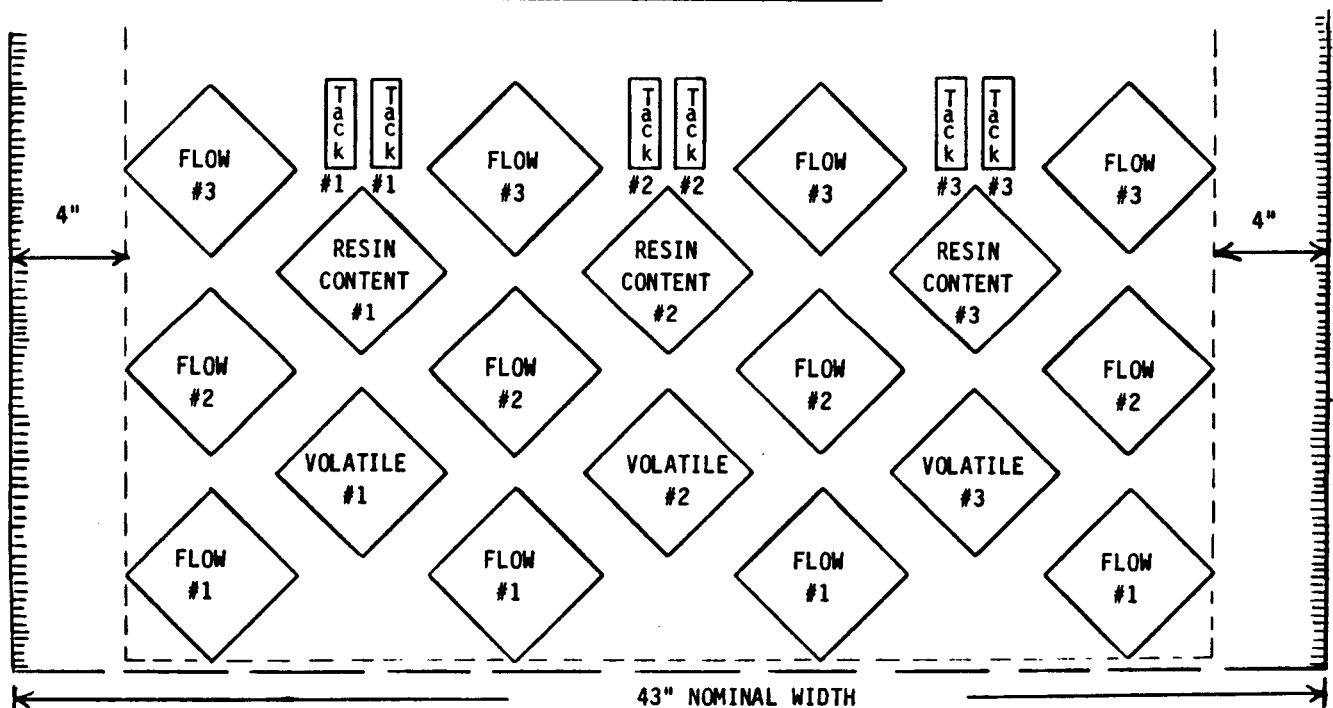 Tack Tack Tack Tack Tack Tack
FLOW FLOW FLOW FLOW
#3 #3 #3 #3
#1 #1 #2 #2 #3 #3
4" 4"
RESIN RESIN RESIN
CONTENT CONTENT CONTENT
#1 #2 #3
FLOW FLOW FLOW FLOW
#2 #2 #2 #2
VOLATILE VOLATILE VOLATILE
#1 #2 #3
FLOW FLOW FLOW FLOW
#1 #1 #1 #1
43" NOMINAL WIDTH